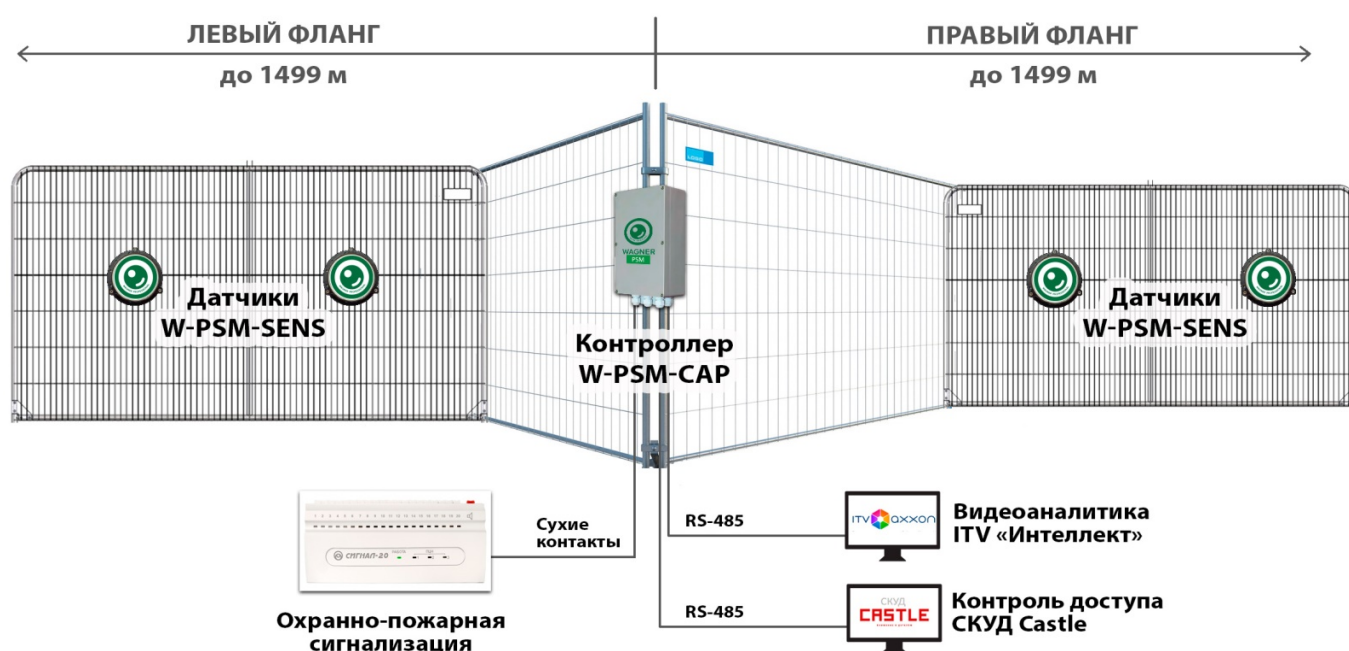 ЛЕВЫЙ ФЛАНГ
до 1499 м
ПРАВЫЙ ФЛАНГ
до 1499 м
WAGNER
PSM
Датчики
W-PSM-SENS
Контроллер
W-PSM-CAP
Датчики
W-PSM-SENS
СИГНАЛ-20
Охранно-пожарная
сигнализация
Сухие
контакты
RS-485
ITV AXXON
Видеоаналитика
ITV «Интеллект»
RS-485
СКУД
CASTLE
Контроль доступа
СКУД Castle